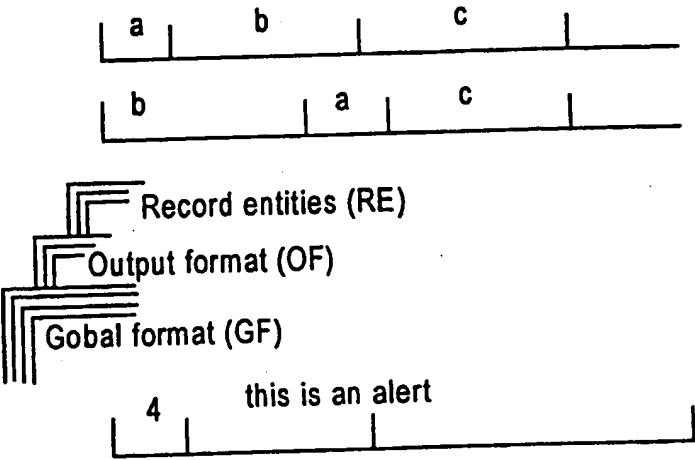 a b c
b a c
Record entities (RE)
Output format (OF)
Gobal format (GF)
4 this is an alert